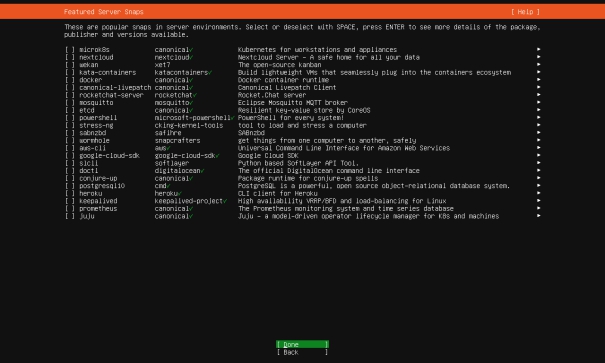 Featured Server Snaps [ Help ]
These are popular snaps in server environments. Select or deselect with SPACE, press ENTER to see more details of the package,
publisher and versions available.
[ ] microk8s canonical✓ Kubernetes for workstations and appliances ▸
[ ] nextcloud nextcloud✓ Nextcloud Server - A safe home for all your data ▸
[ ] wekan xet7 The open-source kanban ▸
[ ] kata-containers katacontainers✓ Build lightweight VMs that seamlessly plug into the containers ecosystem ▸
[ ] docker canonical✓ Docker container runtime ▸
[ ] canonical-livepatch canonical✓ Canonical Livepatch Client ▸
[ ] rocketchat-server rocketchat✓ Rocket.Chat server ▸
[ ] mosquitto mosquitto✓ Eclipse Mosquitto MQTT broker ▸
[ ] etcd canonical✓ Resilient key-value store by CoreOS ▸
[ ] powershell microsoft-powershell✓ PowerShell for every system! ▸
[ ] stress-ng cking-kernel-tools tool to load and stress a computer ▸
[ ] sabnzbd safihre SABnzbd ▸
[ ] wormhole snapcrafters get things from one computer to another, safely ▸
[ ] aws-cli aws✓ Universal Command Line Interface for Amazon Web Services ▸
[ ] google-cloud-sdk google-cloud-sdk✓ Google Cloud SDK ▸
[ ] slcli softlayer Python based SoftLayer API Tool. ▸
[ ] doctl digitalocean✓ The official DigitalOcean command line interface ▸
[ ] conjure-up canonical✓ Package runtime for conjure-up spells ▸
[ ] postgresql10 cmd✓ PostgreSQL is a powerful, open source object-relational database system. ▸
[ ] heroku heroku✓ CLI client for Heroku ▸
[ ] keepalived keepalived-project✓ High availability VRRP/BFD and load-balancing for Linux ▸
[ ] prometheus canonical✓ The Prometheus monitoring system and time series database ▸
[ ] juju canonical✓ Juju - a model-driven operator lifecycle manager for K8s and machines ▸
[ Done ]
[ Back ]